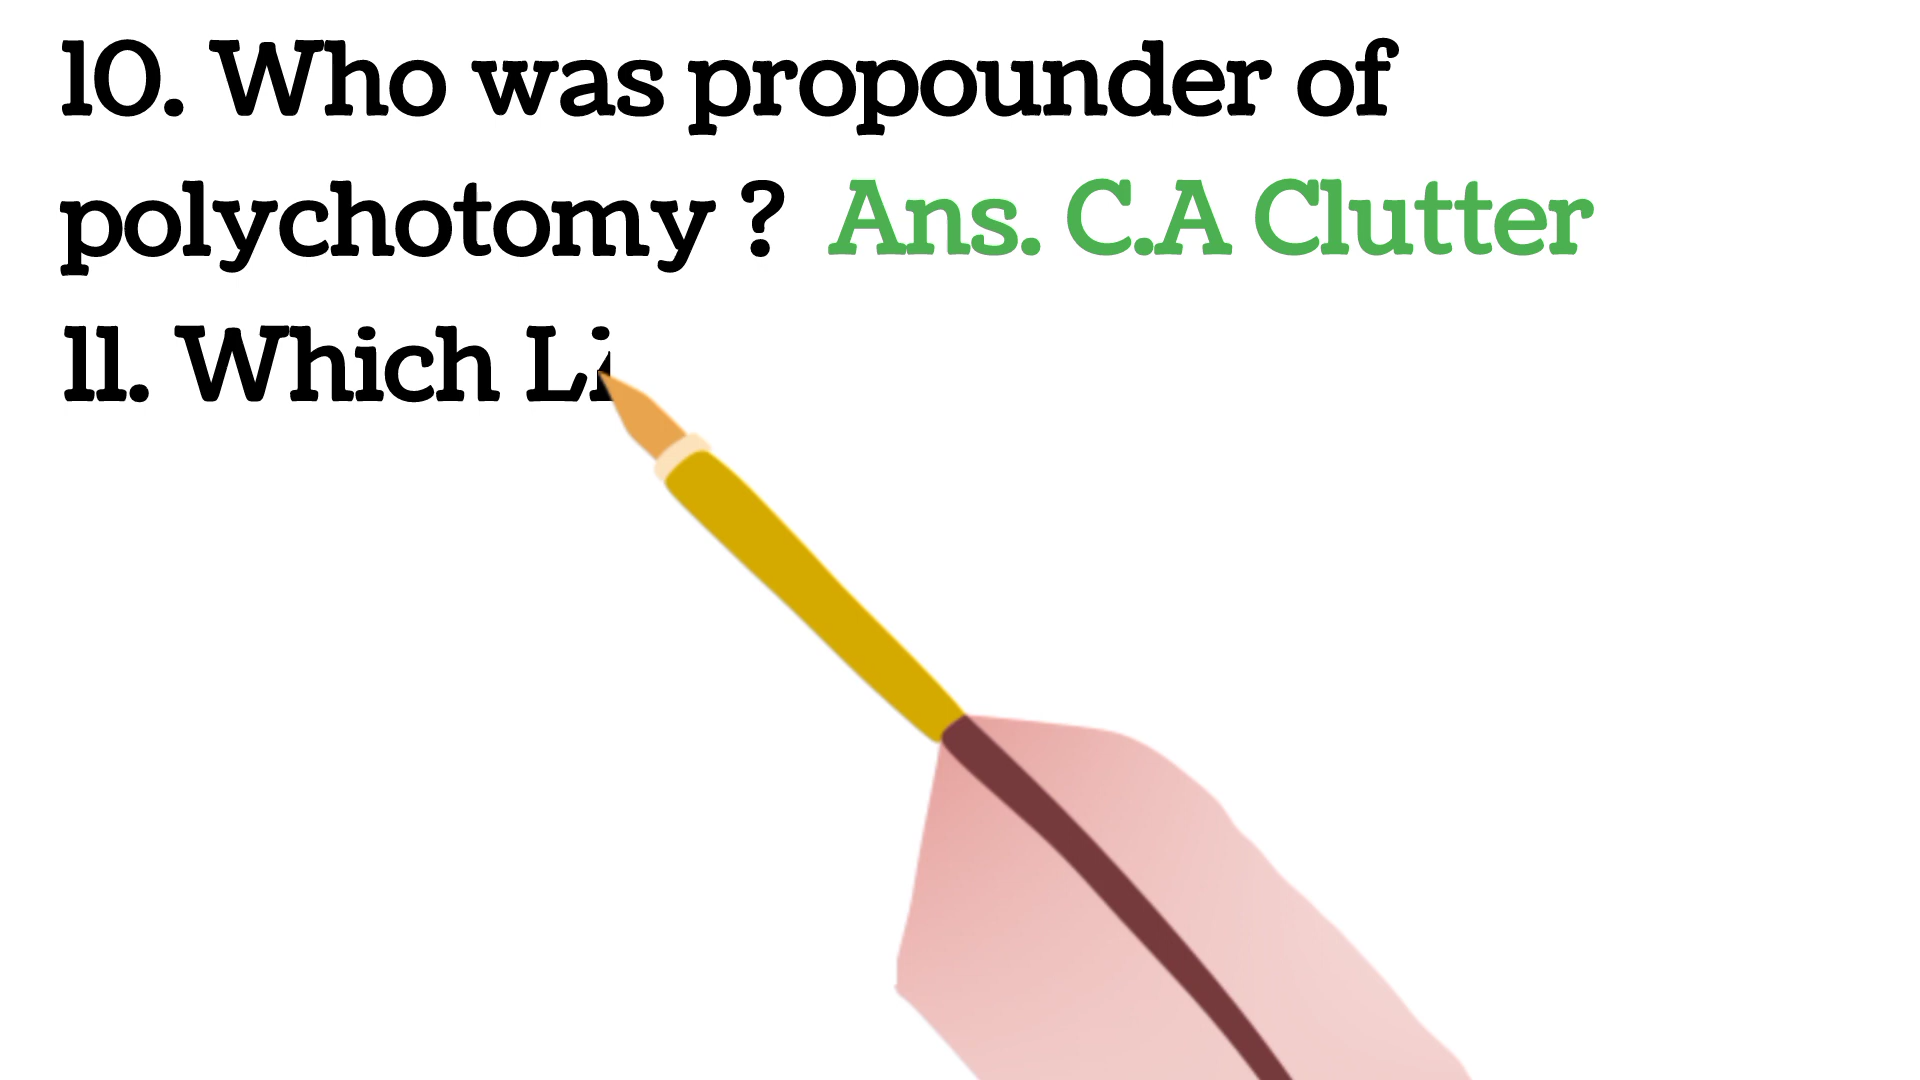 10. Who was propounder of
polychotomy ? Ans. C.A Clutter
11. Which Li